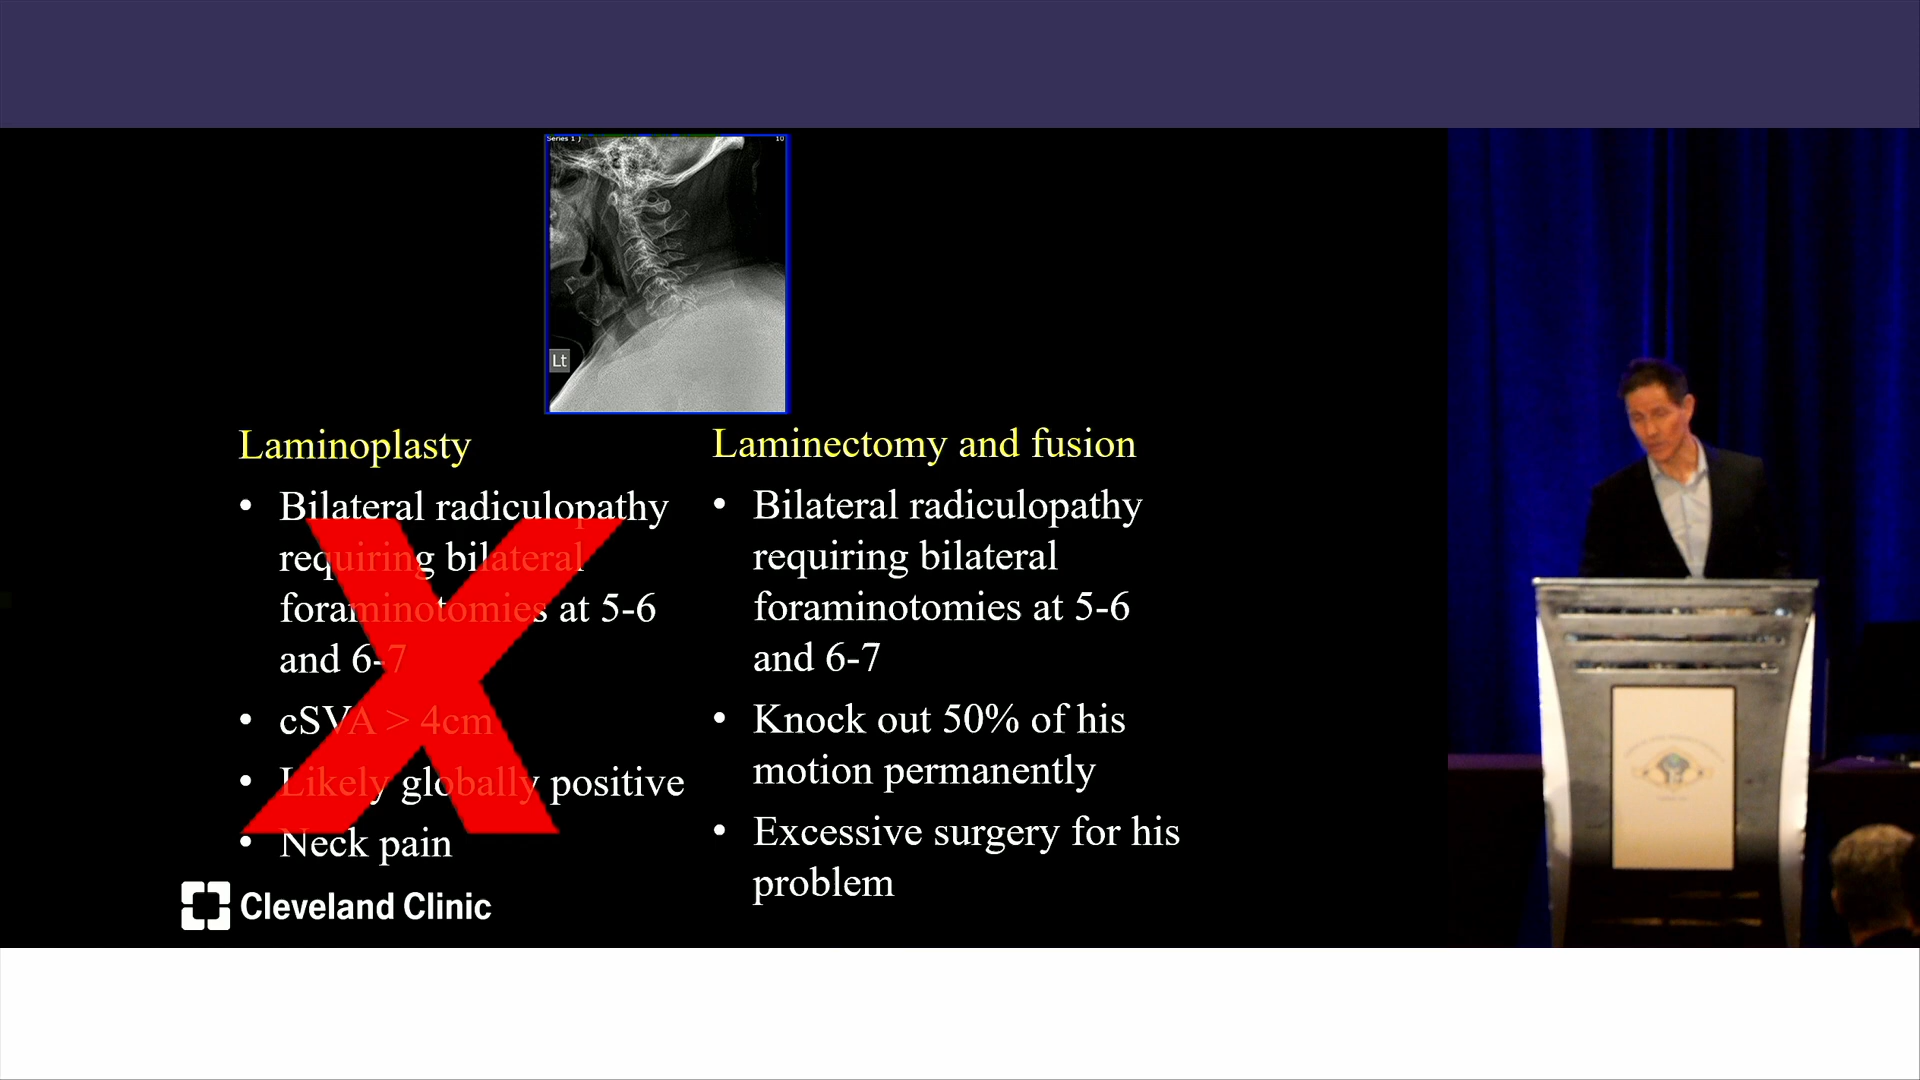 Series 1
10
Lt
Laminoplasty
• Bilateral radiculopathy
requiring bilateral
foraminotomies at 5-6
and 6-7
• cSVA > 4cm
• Likely globally positive
• Neck pain
Laminectomy and fusion
• Bilateral radiculopathy
requiring bilateral
foraminotomies at 5-6
and 6-7
• Knock out 50% of his
motion permanently
• Excessive surgery for his
problem
Cleveland Clinic